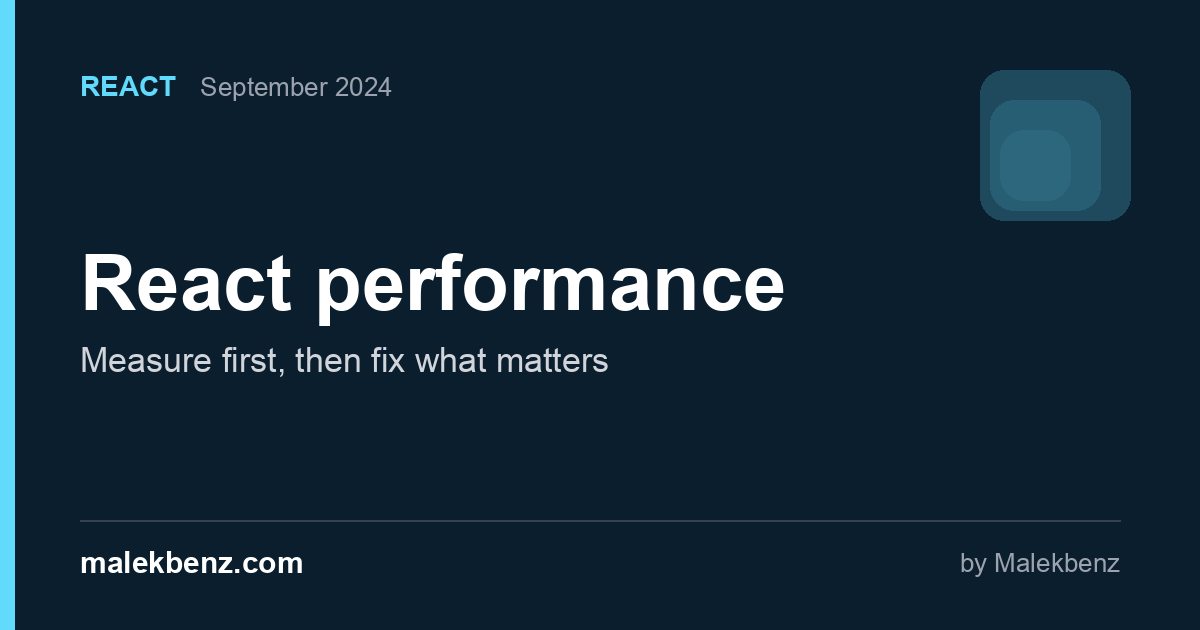 REACT September 2024
React performance
Measure first, then fix what matters
malekbenz.com by Malekbenz